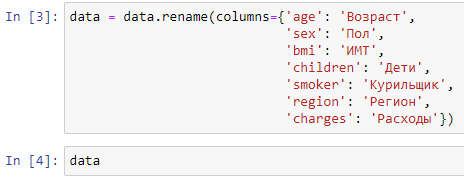 In [3]: data = data.rename(columns={'age': 'Возраст',
'sex': 'Пол',
'bmi': 'ИМТ',
'children': 'Дети',
'smoker': 'Курильщик',
'region': 'Регион',
'charges': 'Расходы'})
In [4]: data